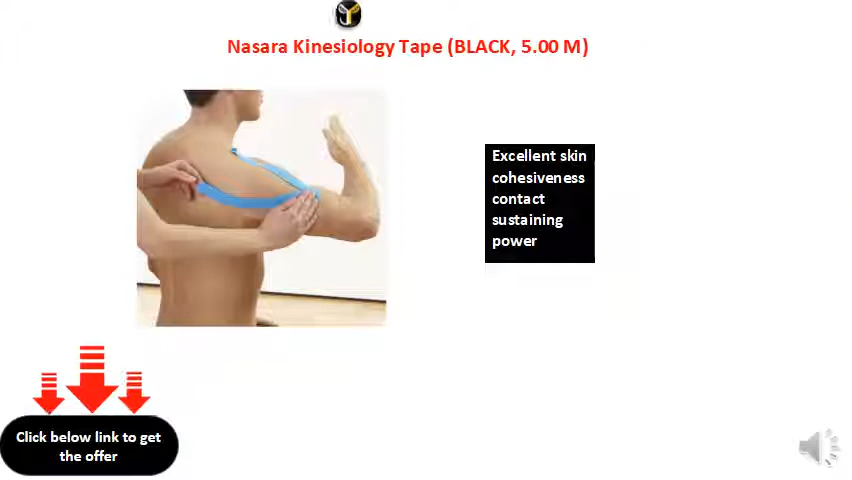 Nasara Kinesiology Tape (BLACK, 5.00 M)
Excellent skin
cohesiveness
contact
sustaining
power
Click below link to get
the offer